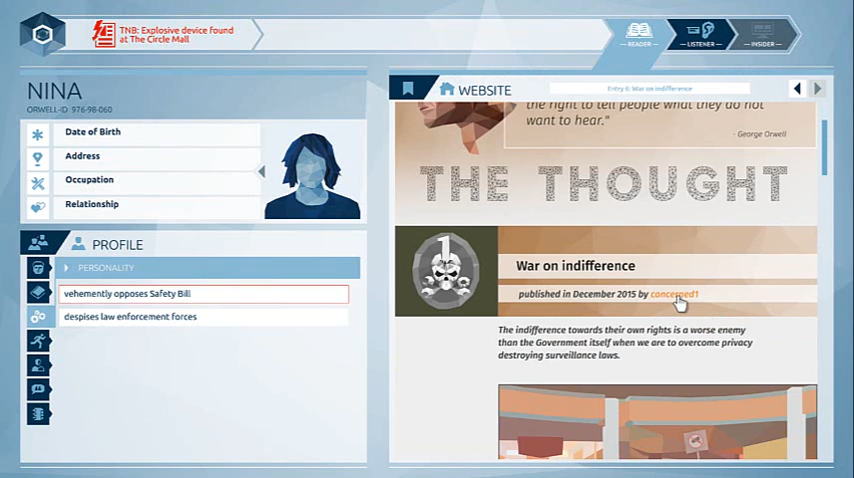 TNB: Explosive device found
at The Circle Mall
READER
LISTENER
INSIDER
NINA
ORWELL-ID 976-98-060
Date of Birth
Address
Occupation
Relationship
PROFILE
PERSONALITY
vehemently opposes Safety Bill
despises law enforcement forces
WEBSITE
Entry 6: War on indifference
the right to tell people what they do not
want to hear."
- George Orwell
THE THOUGHT
1
War on indifference
published in December 2015 by concerned1
The indifference towards their own rights is a worse enemy
than the Government itself when we are to overcome privacy
destroying surveillance laws.